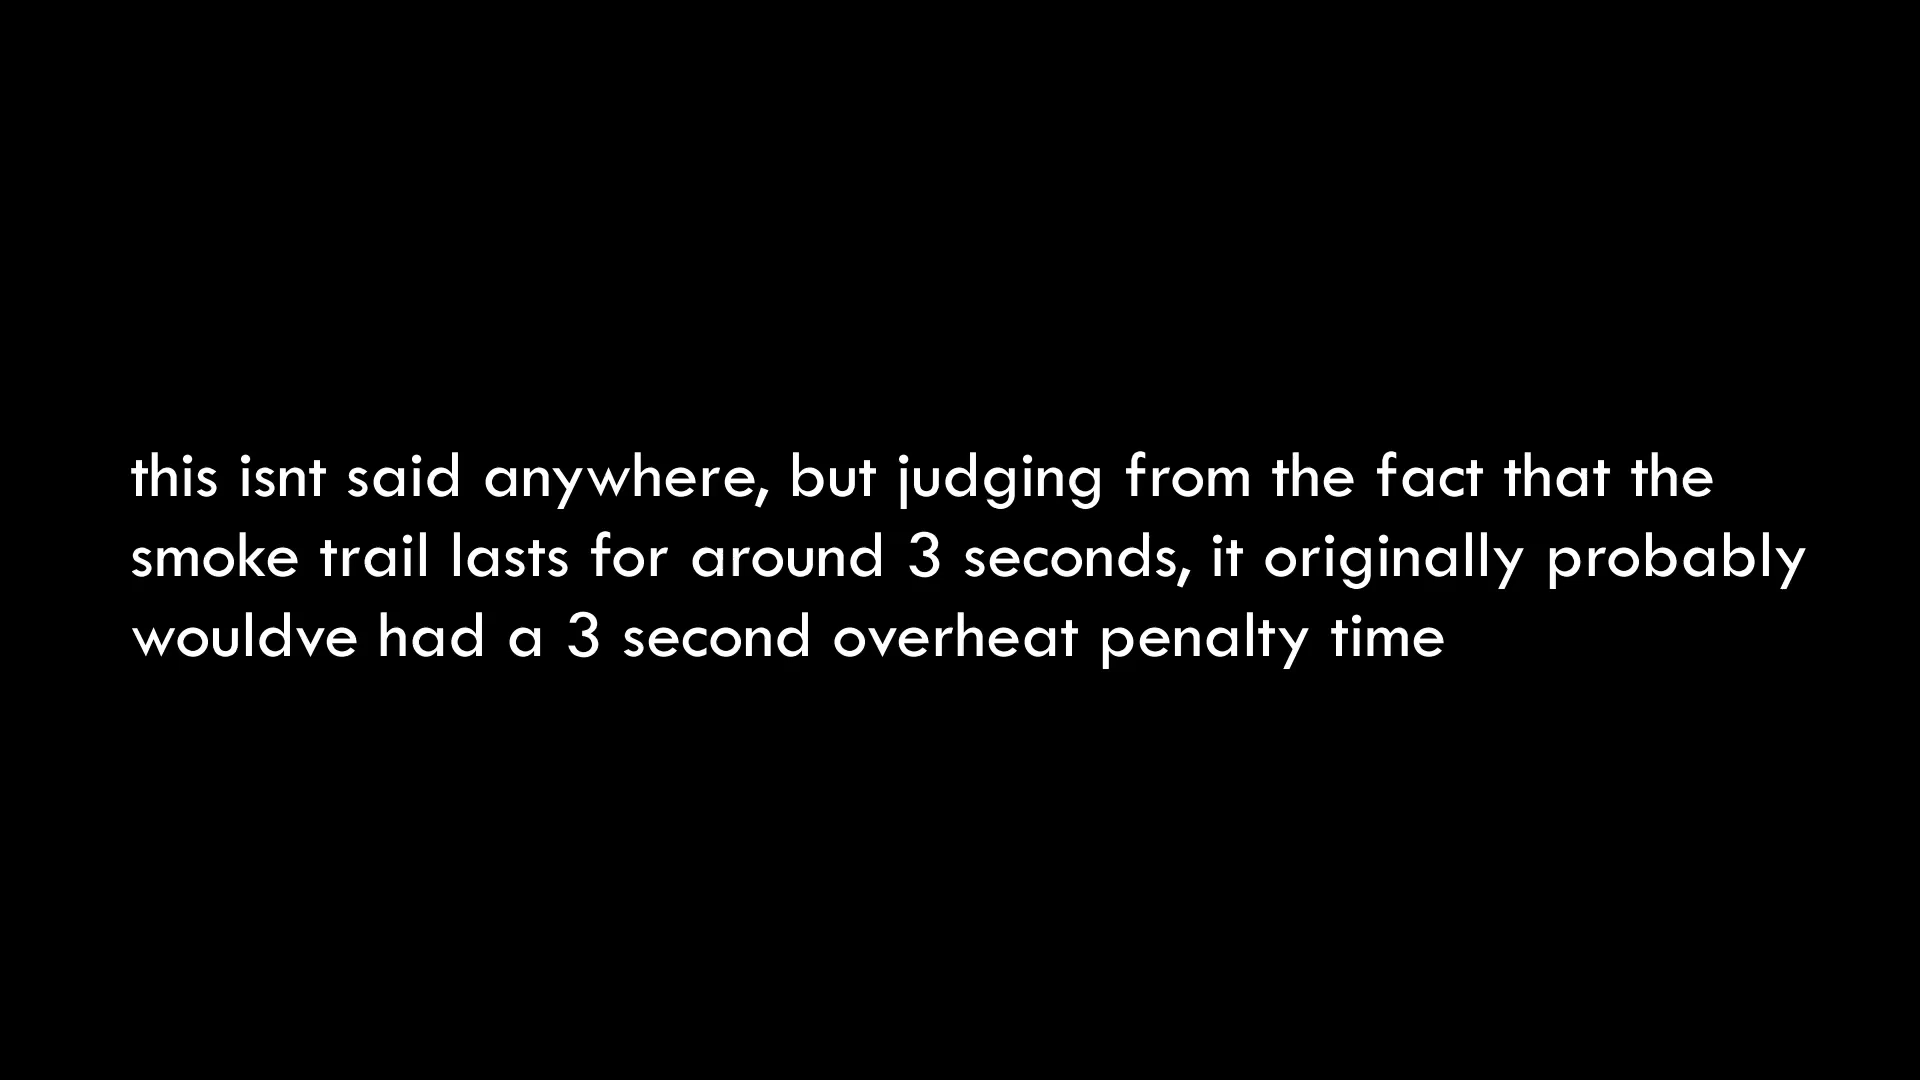 this isnt said anywhere, but judging from the fact that the
smoke trail lasts for around 3 seconds, it originally probably
wouldve had a 3 second overheat penalty time